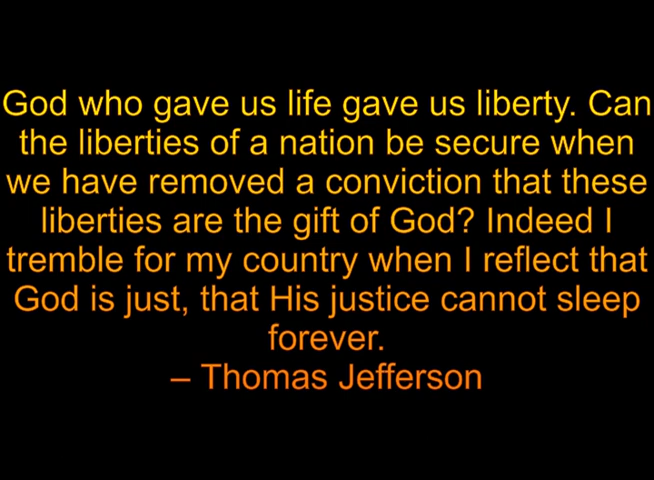 God who gave us life gave us liberty. Can
the liberties of a nation be secure when
we have removed a conviction that these
liberties are the gift of God? Indeed I
tremble for my country when I reflect that
God is just, that His justice cannot sleep
forever.
– Thomas Jefferson